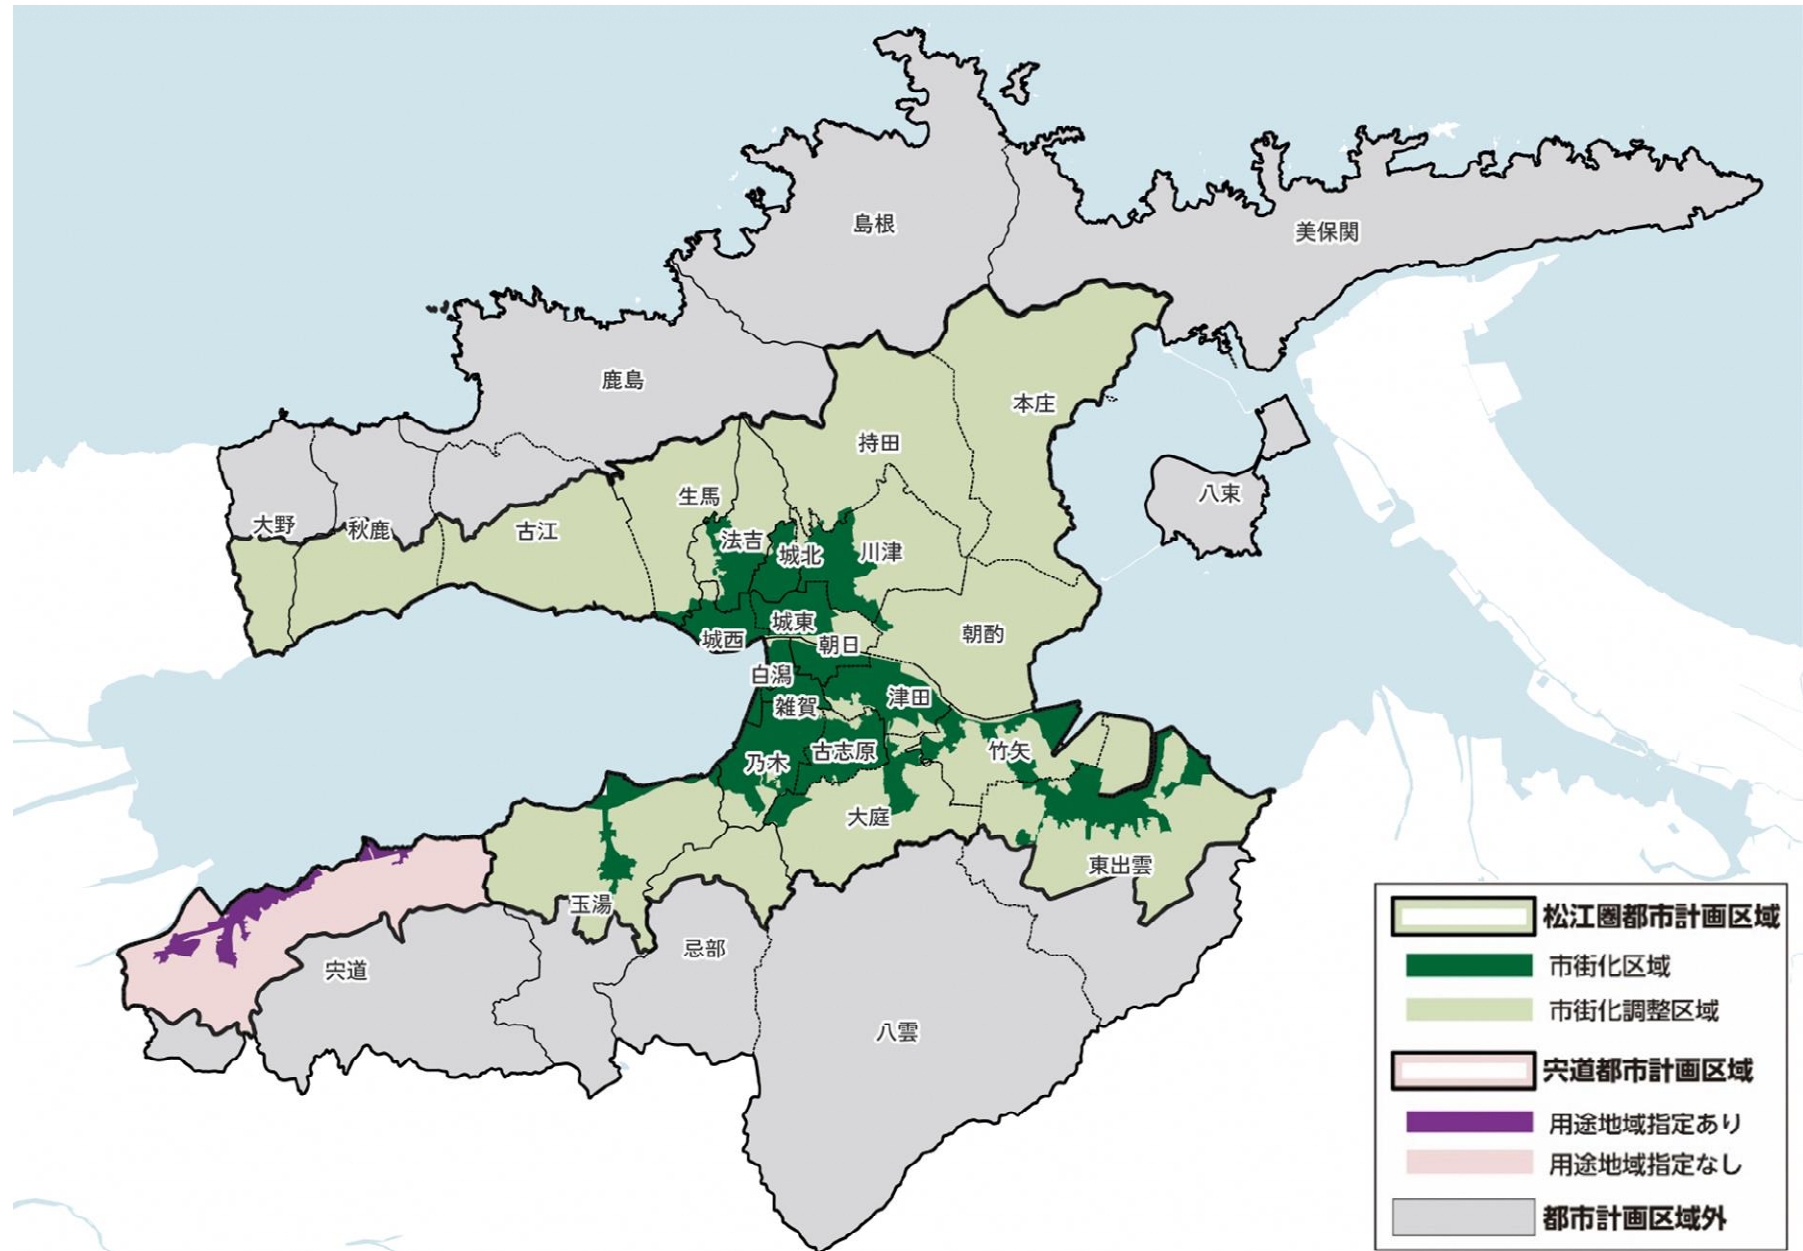 島根
美保関
鹿島
本庄
持田
八束
生馬
大野
秋鹿
古江
法吉
城北
川津
城東
城西
朝日
朝酌
白潟
津田
雑賀
古志原
竹矢
乃木
大庭
東出雲
玉湯
忌部
宍道
八雲
松江圏都市計画区域
市街化区域
市街化調整区域
宍道都市計画区域
用途地域指定あり
用途地域指定なし
都市計画区域外